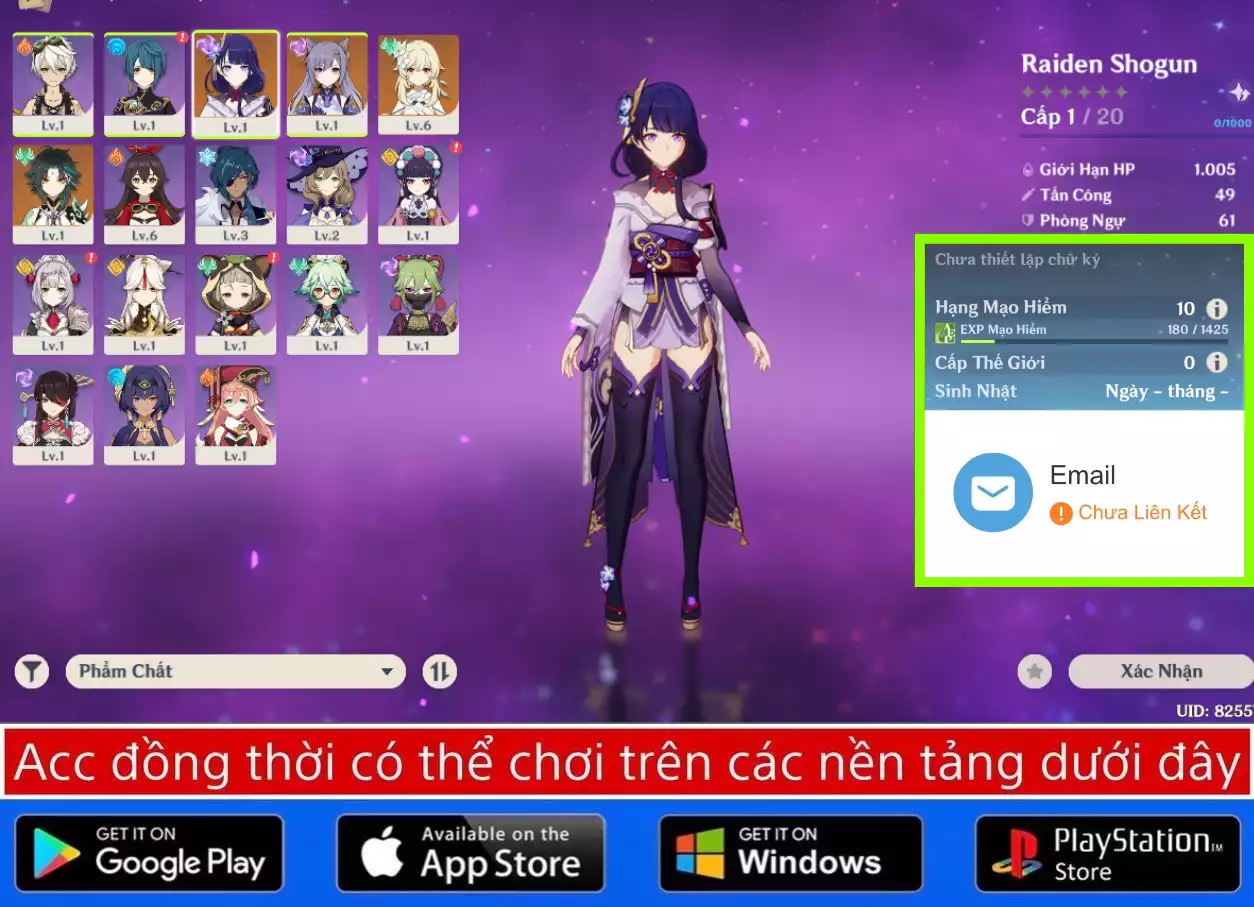 Lv.1
Lv.1
Lv.1
Lv.1
Lv.6
Lv.1
Lv.6
Lv.3
Lv.2
Lv.1
Lv.1
Lv.1
Lv.1
Lv.1
Lv.1
Lv.1
Lv.1
Lv.1
Raiden Shogun
Cấp 1 / 20
0/1000
Giới Hạn HP 1.005
Tấn Công 49
Phòng Ngự 61
Chưa thiết lập chữ ký
Hạng Mạo Hiểm 10
EXP Mạo Hiểm 180 / 1425
Cấp Thế Giới 0
Sinh Nhật Ngày - tháng -
Email
Chưa Liên Kết
Phẩm Chất
Xác Nhận
UID: 8255
Acc đồng thời có thể chơi trên các nền tảng dưới đây
GET IT ON
Google Play
Available on the
App Store
GET IT ON
Windows
PlayStation™
Store